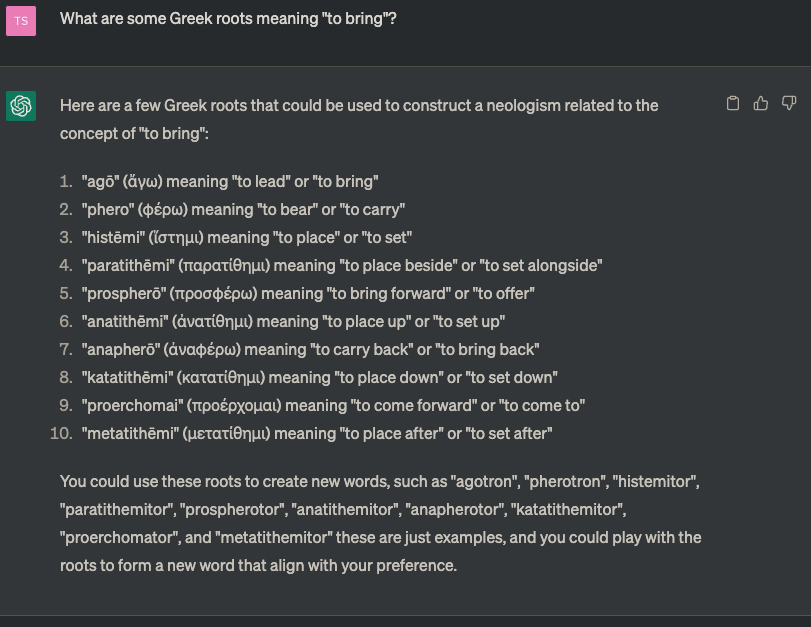 TS
What are some Greek roots meaning "to bring"?
Here are a few Greek roots that could be used to construct a neologism related to the
concept of "to bring":
1. "agō" (ἄγω) meaning "to lead" or "to bring"
2. "phero" (φέρω) meaning "to bear" or "to carry"
3. "histēmi" (ἵστημι) meaning "to place" or "to set"
4. "paratithēmi" (παρατίθημι) meaning "to place beside" or "to set alongside"
5. "prospherō" (προσφέρω) meaning "to bring forward" or "to offer"
6. "anatithēmi" (ἀνατίθημι) meaning "to place up" or "to set up"
7. "anapherō" (ἀναφέρω) meaning "to carry back" or "to bring back"
8. "katatithēmi" (κατατίθημι) meaning "to place down" or "to set down"
9. "proerchomai" (προέρχομαι) meaning "to come forward" or "to come to"
10. "metatithēmi" (μετατίθημι) meaning "to place after" or "to set after"
You could use these roots to create new words, such as "agotron", "pherotron", "histemitor",
"paratithemitor", "prospherotor", "anatithemitor", "anapherotor", "katatithemitor",
"proerchomator", and "metatithemitor" these are just examples, and you could play with the
roots to form a new word that align with your preference.